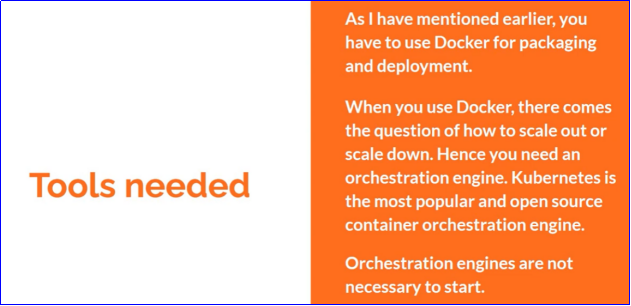 Tools needed
As I have mentioned earlier, you
have to use Docker for packaging
and deployment.
When you use Docker, there comes
the question of how to scale out or
scale down. Hence you need an
orchestration engine. Kubernetes is
the most popular and open source
container orchestration engine.
Orchestration engines are not
necessary to start.